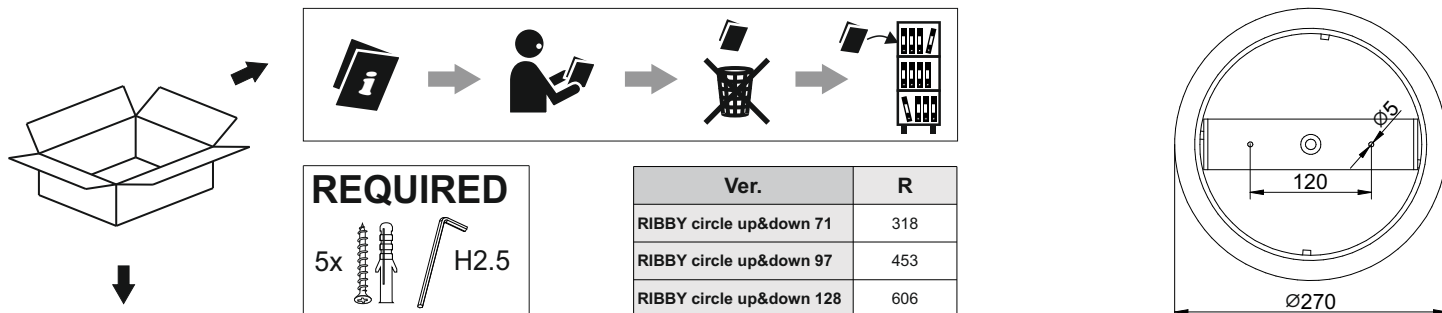 i
REQUIRED
5x
H2.5
Ver. R
RIBBY circle up&down 71 318
RIBBY circle up&down 97 453
RIBBY circle up&down 128 606
Ø5
120
Ø270